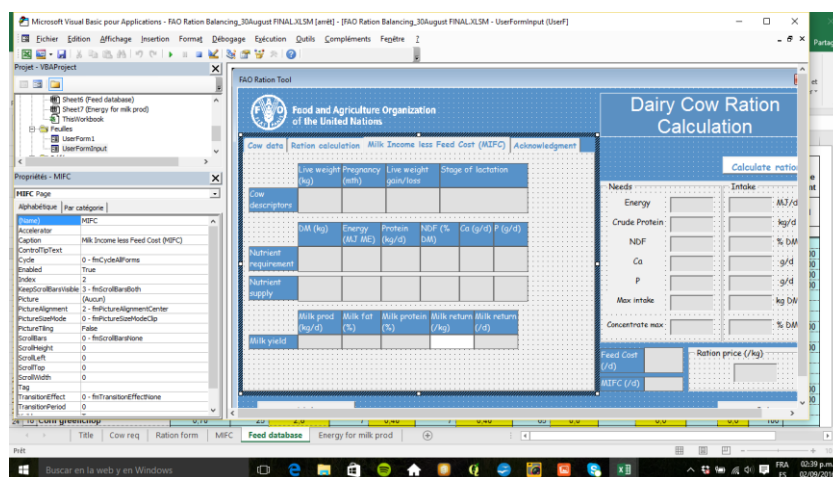 Microsoft Visual Basic pour Applications - FAO Ration Balancing_30August FINAL.XLSM [arrêt] - [FAO Ration Balancing_30August FINAL.XLSM - UserFormInput (UserF]
Fichier Edition Affichage Insertion Format Débogage Exécution Outils Compléments Fenêtre ?
Partag
Projet - VBAProject
Sheet6 (Feed database)
Sheet7 (Energy for milk prod)
ThisWorkbook
Feuilles
UserForm1
UserFormInput
Propriétés - MIFC
MIFC Page
Alphabétique Par catégorie
(Name) MIFC
Accelerator
Caption Milk Income less Feed Cost (MIFC)
ControlTipText
Cycle 0 - fmCycleAllForms
Enabled True
Index 2
KeepScrollBarsVisible 3 - fmScrollBarsBoth
Picture (Aucun)
PictureAlignment 2 - fmPictureAlignmentCenter
PictureSizeMode 0 - fmPictureSizeModeClip
PictureTiling False
ScrollBars 0 - fmScrollBarsNone
ScrollHeight 0
ScrollLeft 0
ScrollTop 0
ScrollWidth 0
Tag
TransitionEffect 0 - fmTransitionEffectNone
TransitionPeriod 0
FAO Ration Tool
Food and Agriculture Organization
of the United Nations
Dairy Cow Ration
Calculation
Cow data Ration calculation Milk Income less Feed Cost (MIFC) Acknowledgment
Live weight (kg) Pregnancy (mth) Live weight gain/loss Stage of lactation
Cow descriptors
DM (kg) Energy (MJ ME) Protein (kg/d) NDF (% DM) Ca (g/d) P (g/d)
Nutrient requirement
Nutrient supply
Milk prod (kg/d) Milk fat (%) Milk protein (%) Milk return (/kg) Milk return (/d)
Milk yield
Calculate ration
Needs Intake
Energy MJ/d
Crude Protein kg/d
NDF % DM
Ca g/d
P g/d
Max intake kg DM
Concentrate max % DM
Feed Cost (/d)
Ration price (/kg)
MIFC (/d)
Title Cow req Ration form MIFC Feed database Energy for milk prod
Prêt
Buscar en la web y en Windows
FRA 02:39 p.m.
ES 02/09/2016